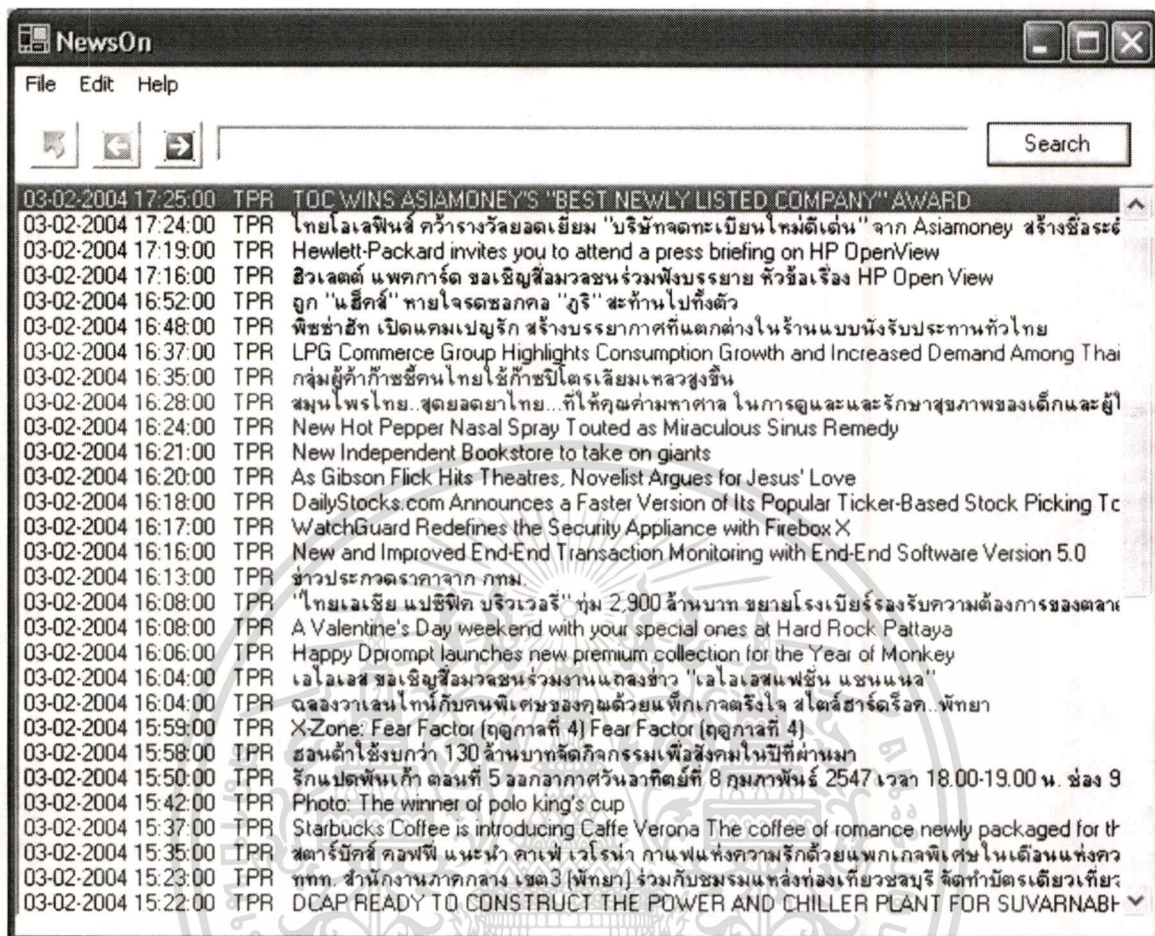 NewsOn
File Edit Help
Search
03-02-2004 17:25:00 TPR TOC WINS ASIAMONEY'S "BEST NEWLY LISTED COMPANY" AWARD
03-02-2004 17:24:00 TPR ไทยโอเลฟินส์ คว้ารางวัลยอดเยี่ยม "บริษัทจดทะเบียนใหม่ดีเด่น" จาก Asiamoney สร้างชื่อระดั
03-02-2004 17:19:00 TPR Hewlett-Packard invites you to attend a press briefing on HP OpenView
03-02-2004 17:16:00 TPR ฮิวเลตต์ แพคการ์ด ขอเชิญสื่อมวลชนร่วมฟังบรรยาย หัวข้อเรื่อง HP Open View
03-02-2004 16:52:00 TPR ถูก "แฮ็คส์" หายใจรดซอกคอ "ภูริ" สะท้านไปทั้งตัว
03-02-2004 16:48:00 TPR พิซซ่าฮัท เปิดแคมเปญรัก สร้างบรรยากาศที่แตกต่างในร้านแบบนั่งรับประทานทั่วไทย
03-02-2004 16:37:00 TPR LPG Commerce Group Highlights Consumption Growth and Increased Demand Among Thai
03-02-2004 16:35:00 TPR กลุ่มผู้ค้าก๊าซชี้คนไทยใช้ก๊าซปิโตรเลียมเหลวสูงขึ้น
03-02-2004 16:28:00 TPR สมุนไพรไทย..สุดยอดยาไทย...ที่ให้คุณค่ามหาศาล ในการดูแลและและรักษาสุขภาพของเด็กและผู้ใ
03-02-2004 16:24:00 TPR New Hot Pepper Nasal Spray Touted as Miraculous Sinus Remedy
03-02-2004 16:21:00 TPR New Independent Bookstore to take on giants
03-02-2004 16:20:00 TPR As Gibson Flick Hits Theatres, Novelist Argues for Jesus' Love
03-02-2004 16:18:00 TPR DailyStocks.com Announces a Faster Version of Its Popular Ticker-Based Stock Picking Tc
03-02-2004 16:17:00 TPR WatchGuard Redefines the Security Appliance with Firebox X
03-02-2004 16:16:00 TPR New and Improved End-End Transaction Monitoring with End-End Software Version 5.0
03-02-2004 16:13:00 TPR ข่าวประกวดราคาจาก กทม.
03-02-2004 16:08:00 TPR "ไทยเอเชีย แปซิฟิค บริวเวอรี่" ทุ่ม 2,900 ล้านบาท ขยายโรงเบียร์รองรับความต้องการของตลาด
03-02-2004 16:08:00 TPR A Valentine's Day weekend with your special ones at Hard Rock Pattaya
03-02-2004 16:06:00 TPR Happy Dprompt launches new premium collection for the Year of Monkey
03-02-2004 16:04:00 TPR เอไอเอส ขอเชิญสื่อมวลชนร่วมงานแถลงข่าว "เอไอเอสแฟชั่น แชนแนล"
03-02-2004 16:04:00 TPR ฉลองวาเลนไทน์กับคนพิเศษของคุณด้วยแพ็กเกจตรึงใจ สไตล์ฮาร์ดร็อค..พัทยา
03-02-2004 15:59:00 TPR X-Zone: Fear Factor (ฤดูกาลที่ 4) Fear Factor (ฤดูกาลที่ 4)
03-02-2004 15:58:00 TPR ฮอนด้าใช้งบกว่า 130 ล้านบาทจัดกิจกรรมเพื่อสังคมในปีที่ผ่านมา
03-02-2004 15:50:00 TPR รักแปดพันเก้า ตอนที่ 5 ออกอากาศวันอาทิตย์ที่ 8 กุมภาพันธ์ 2547 เวลา 18.00-19.00 น. ช่อง 9
03-02-2004 15:42:00 TPR Photo: The winner of polo king's cup
03-02-2004 15:37:00 TPR Starbucks Coffee is introducing Caffe Verona The coffee of romance newly packaged for th
03-02-2004 15:35:00 TPR สตาร์บัคส์ คอฟฟี่ แนะนำ คาเฟ่ เวโรน่า กาแฟแห่งความรักด้วยแพกเกจพิเศษในเดือนแห่งคว
03-02-2004 15:23:00 TPR ททท. สำนักงานภาคกลาง เขต3 (พัทยา) ร่วมกับชมรมแหล่งท่องเที่ยวชลบุรี จัดทำบัตรเดียวเที่ยว
03-02-2004 15:22:00 TPR DCAP READY TO CONSTRUCT THE POWER AND CHILLER PLANT FOR SUVARNABH